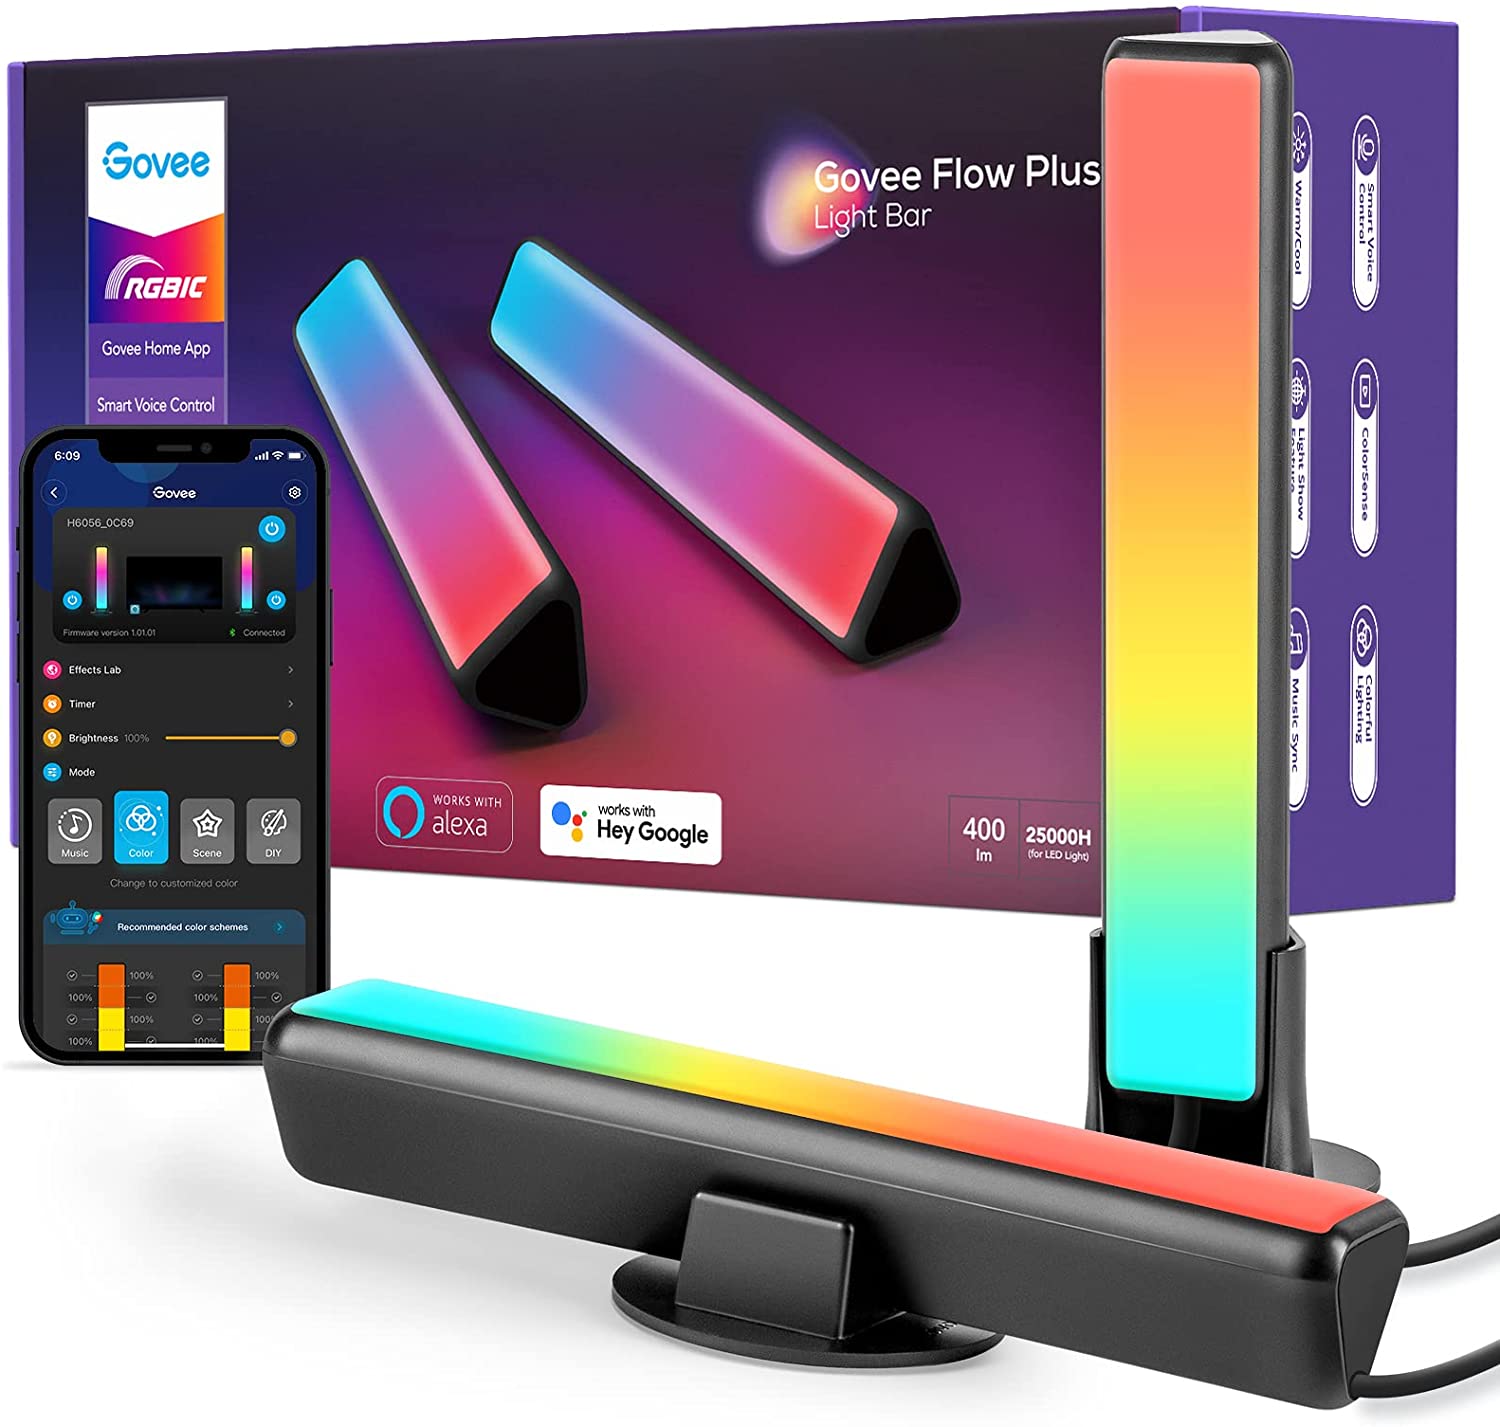 Govee
RGBIC
Govee Home App
Smart Voice Control
Govee Flow Plus
Light Bar
WORKS WITH
alexa
works with
Hey Google
400
lm
25000H
(for LED Light)
Smart Voice
Control
Warm/Cool
ColorSense
Light Show
Colorful
Lighting
Music Sync
6:09
Govee
H6056_0C69
Firmware version 1.01.01
Connected
Effects Lab
Timer
Brightness 100%
Mode
Music
Color
Scene
DIY
Change to customized color
Recommended color schemes
100% 100%
100% 100%
100% 100%
100% 100%